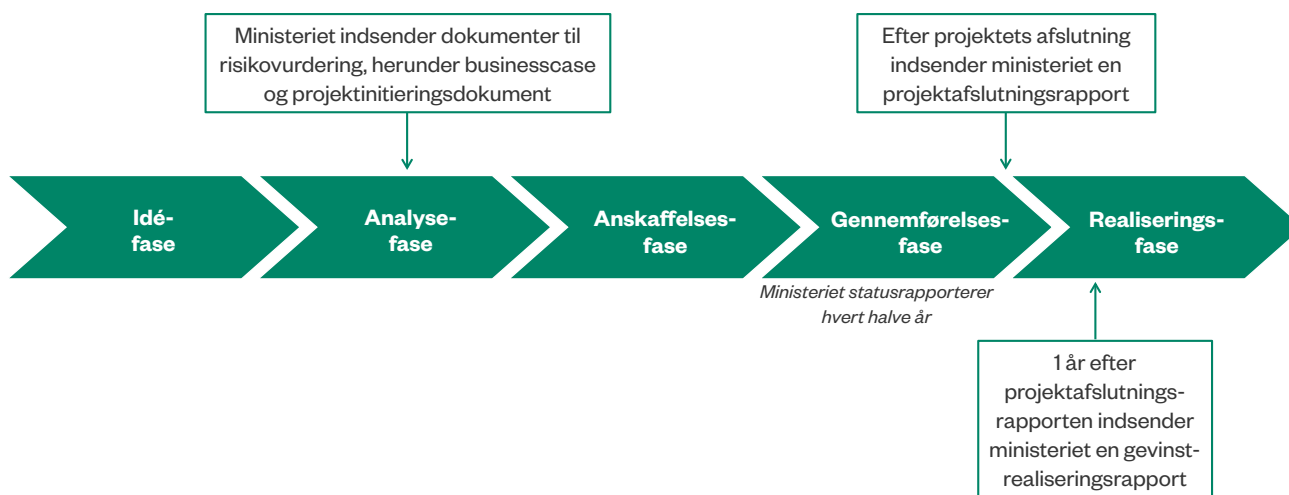 Ministeriet indsender dokumenter til
risikovurdering, herunder businesscase
og projektinitieringsdokument
Efter projektets afslutning
indsender ministeriet en
projektafslutningsrapport
Idé-
fase
Analyse-
fase
Anskaffelses-
fase
Gennemførelses-
fase
Realiserings-
fase
Ministeriet statusrapporterer
hvert halve år
1 år efter
projektafslutnings-
rapporten indsender
ministeriet en gevinst-
realiseringsrapport